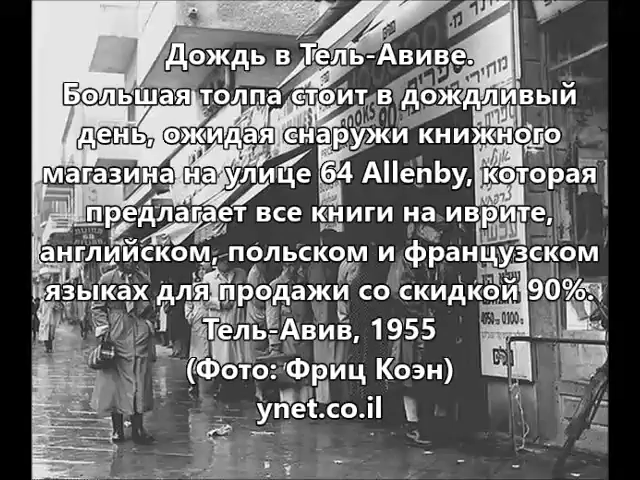 Дождь в Тель-Авиве.
Большая толпа стоит в дождливый
день, ожидая снаружи книжного
магазина на улице 64 Allenby, которая
предлагает все книги на иврите,
английском, польском и французском
языках для продажи со скидкой 90%.
Тель-Авив, 1955
(Фото: Фриц Коэн)
ynet.co.il
BOOKS
90%